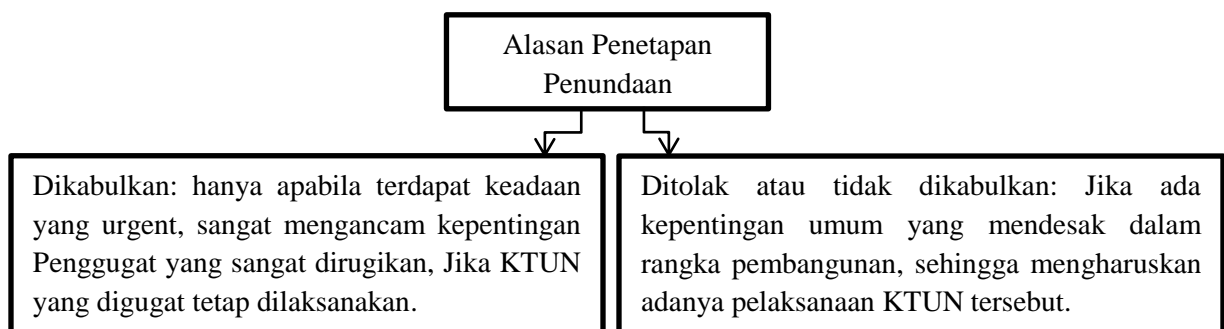 Alasan Penetapan
Penundaan
Dikabulkan: hanya apabila terdapat keadaan
yang urgent, sangat mengancam kepentingan
Penggugat yang sangat dirugikan, Jika KTUN
yang digugat tetap dilaksanakan.
Ditolak atau tidak dikabulkan: Jika ada
kepentingan umum yang mendesak dalam
rangka pembangunan, sehingga mengharuskan
adanya pelaksanaan KTUN tersebut.